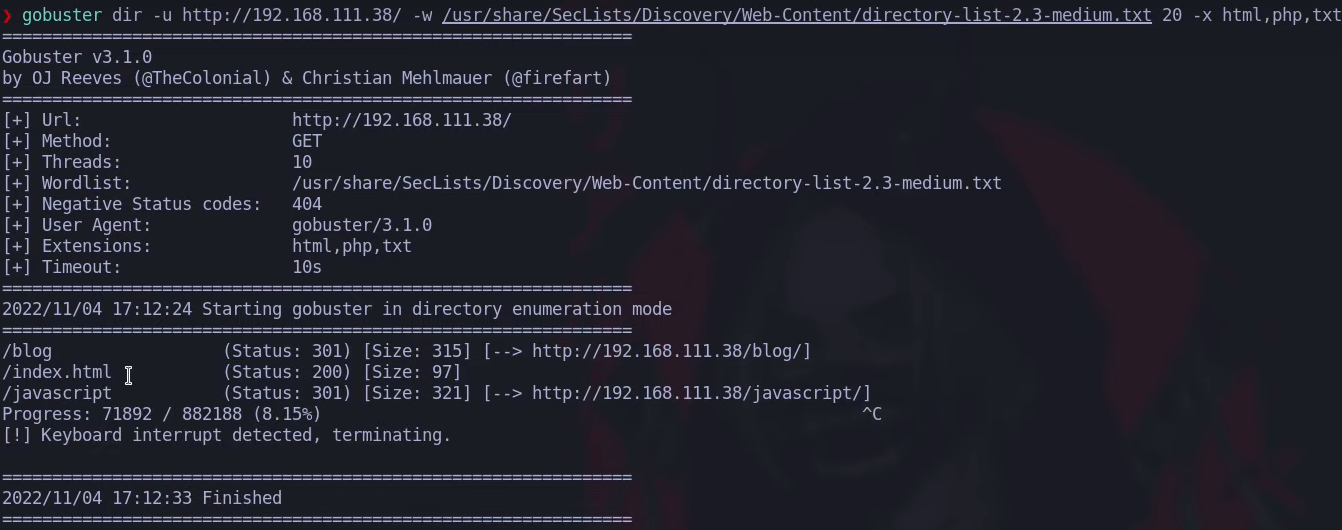 ❯ gobuster dir -u http://192.168.111.38/ -w /usr/share/SecLists/Discovery/Web-Content/directory-list-2.3-medium.txt 20 -x html,php,txt
===============================================================
Gobuster v3.1.0
by OJ Reeves (@TheColonial) & Christian Mehlmauer (@firefart)
===============================================================
[+] Url:                     http://192.168.111.38/
[+] Method:                  GET
[+] Threads:                 10
[+] Wordlist:                /usr/share/SecLists/Discovery/Web-Content/directory-list-2.3-medium.txt
[+] Negative Status codes:   404
[+] User Agent:              gobuster/3.1.0
[+] Extensions:              html,php,txt
[+] Timeout:                 10s
===============================================================
2022/11/04 17:12:24 Starting gobuster in directory enumeration mode
===============================================================
/blog                 (Status: 301) [Size: 315] [--> http://192.168.111.38/blog/]
/index.html           (Status: 200) [Size: 97]
/javascript           (Status: 301) [Size: 321] [--> http://192.168.111.38/javascript/]
Progress: 71892 / 882188 (8.15%)                                                      ^C
[!] Keyboard interrupt detected, terminating.
===============================================================
2022/11/04 17:12:33 Finished
===============================================================